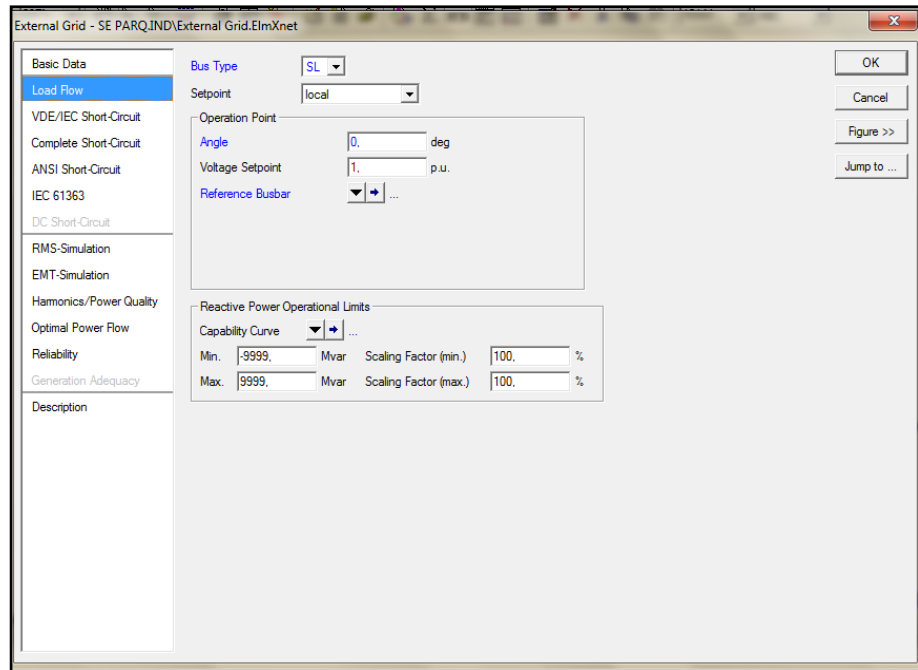 External Grid - SE PARQ.IND\External Grid.ElmXnet
Basic Data
Load Flow
VDE/IEC Short-Circuit
Complete Short-Circuit
ANSI Short-Circuit
IEC 61363
DC Short-Circuit
RMS-Simulation
EMT-Simulation
Harmonics/Power Quality
Optimal Power Flow
Reliability
Generation Adequacy
Description
Bus Type SL
Setpoint local
Operation Point
Angle 0, deg
Voltage Setpoint 1, p.u.
Reference Busbar ...
Reactive Power Operational Limits
Capability Curve ...
Min. -9999, Mvar Scaling Factor (min.) 100, %
Max. 9999, Mvar Scaling Factor (max.) 100, %
OK
Cancel
Figure >>
Jump to ...